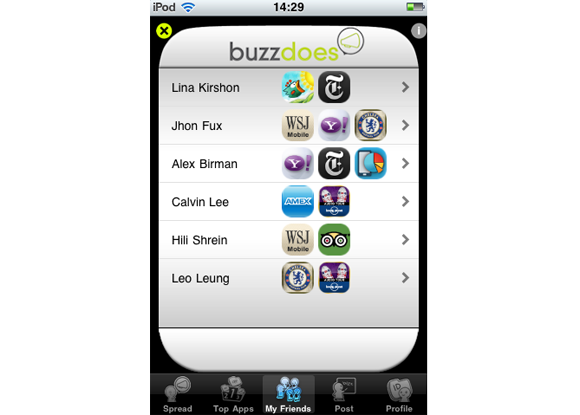 iPod 14:29
i
buzzdoes
Lina Kirshon T
Jhon Fux WSJ Mobile Y!
Alex Birman Y! T
Calvin Lee AMEX
Hili Shrein WSJ Mobile
Leo Leung
Spread Top Apps My Friends Post Profile